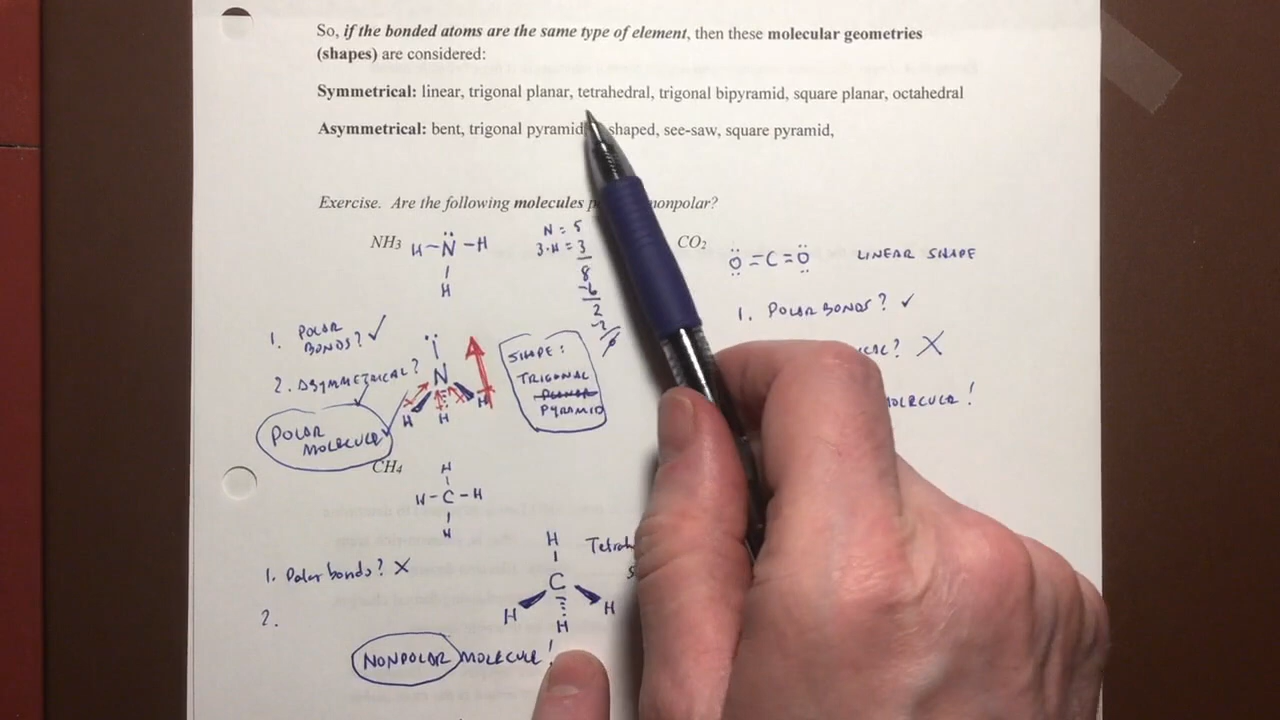 So, if the bonded atoms are the same type of element, then these molecular geometries
(shapes) are considered:
Symmetrical: linear, trigonal planar, tetrahedral, trigonal bipyramid, square planar, octahedral
Asymmetrical: bent, trigonal pyramid shaped, see-saw, square pyramid,
Exercise. Are the following molecules nonpolar?
NH3
H-N-H
H
N = 5
3·H = 3
8
-6
2
-2
CO2
O=C=O
LINEAR SHAPE
1. POLAR BONDS? ✓
X
MOLECULE!
1. POLAR
BONDS? ✓
2. ASYMMETRICAL?
POLAR
MOLECULE
N
H
H
H
SHAPE:
TRIGONAL
PLANAR
PYRAMID
CH4
H
H-C-H
H
1. Polar bonds? X
2.
H
C
H
H
H
NONPOLAR MOLECULE!